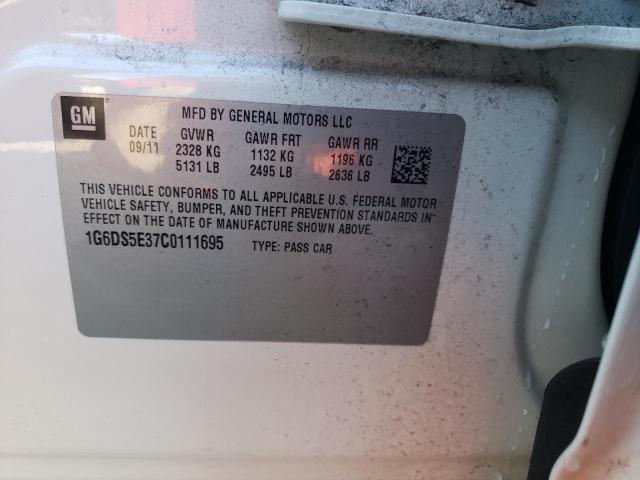 GM
MFD BY GENERAL MOTORS LLC
DATE GVWR GAWR FRT GAWR RR
09/11 2328 KG 1132 KG 1196 KG
5131 LB 2495 LB 2636 LB
THIS VEHICLE CONFORMS TO ALL APPLICABLE U.S. FEDERAL MOTOR
VEHICLE SAFETY, BUMPER, AND THEFT PREVENTION STANDARDS IN
EFFECT ON THE DATE OF MANUFACTURE SHOWN ABOVE.
1G6DS5E37C0111695 TYPE: PASS CAR